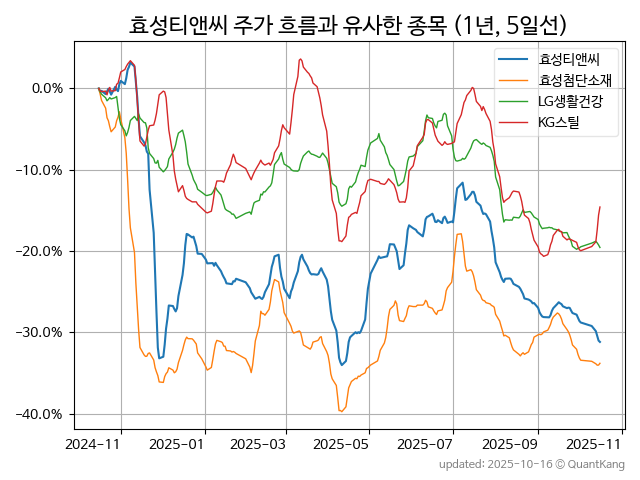 효성티앤씨 주가 흐름과 유사한 종목 (1년, 5일선)
효성티앤씨
효성첨단소재
LG생활건강
KG스틸
0.0%
−10.0%
−20.0%
−30.0%
−40.0%
2024-11
2025-01
2025-03
2025-05
2025-07
2025-09
2025-11
updated: 2025-10-16 © QuantKang